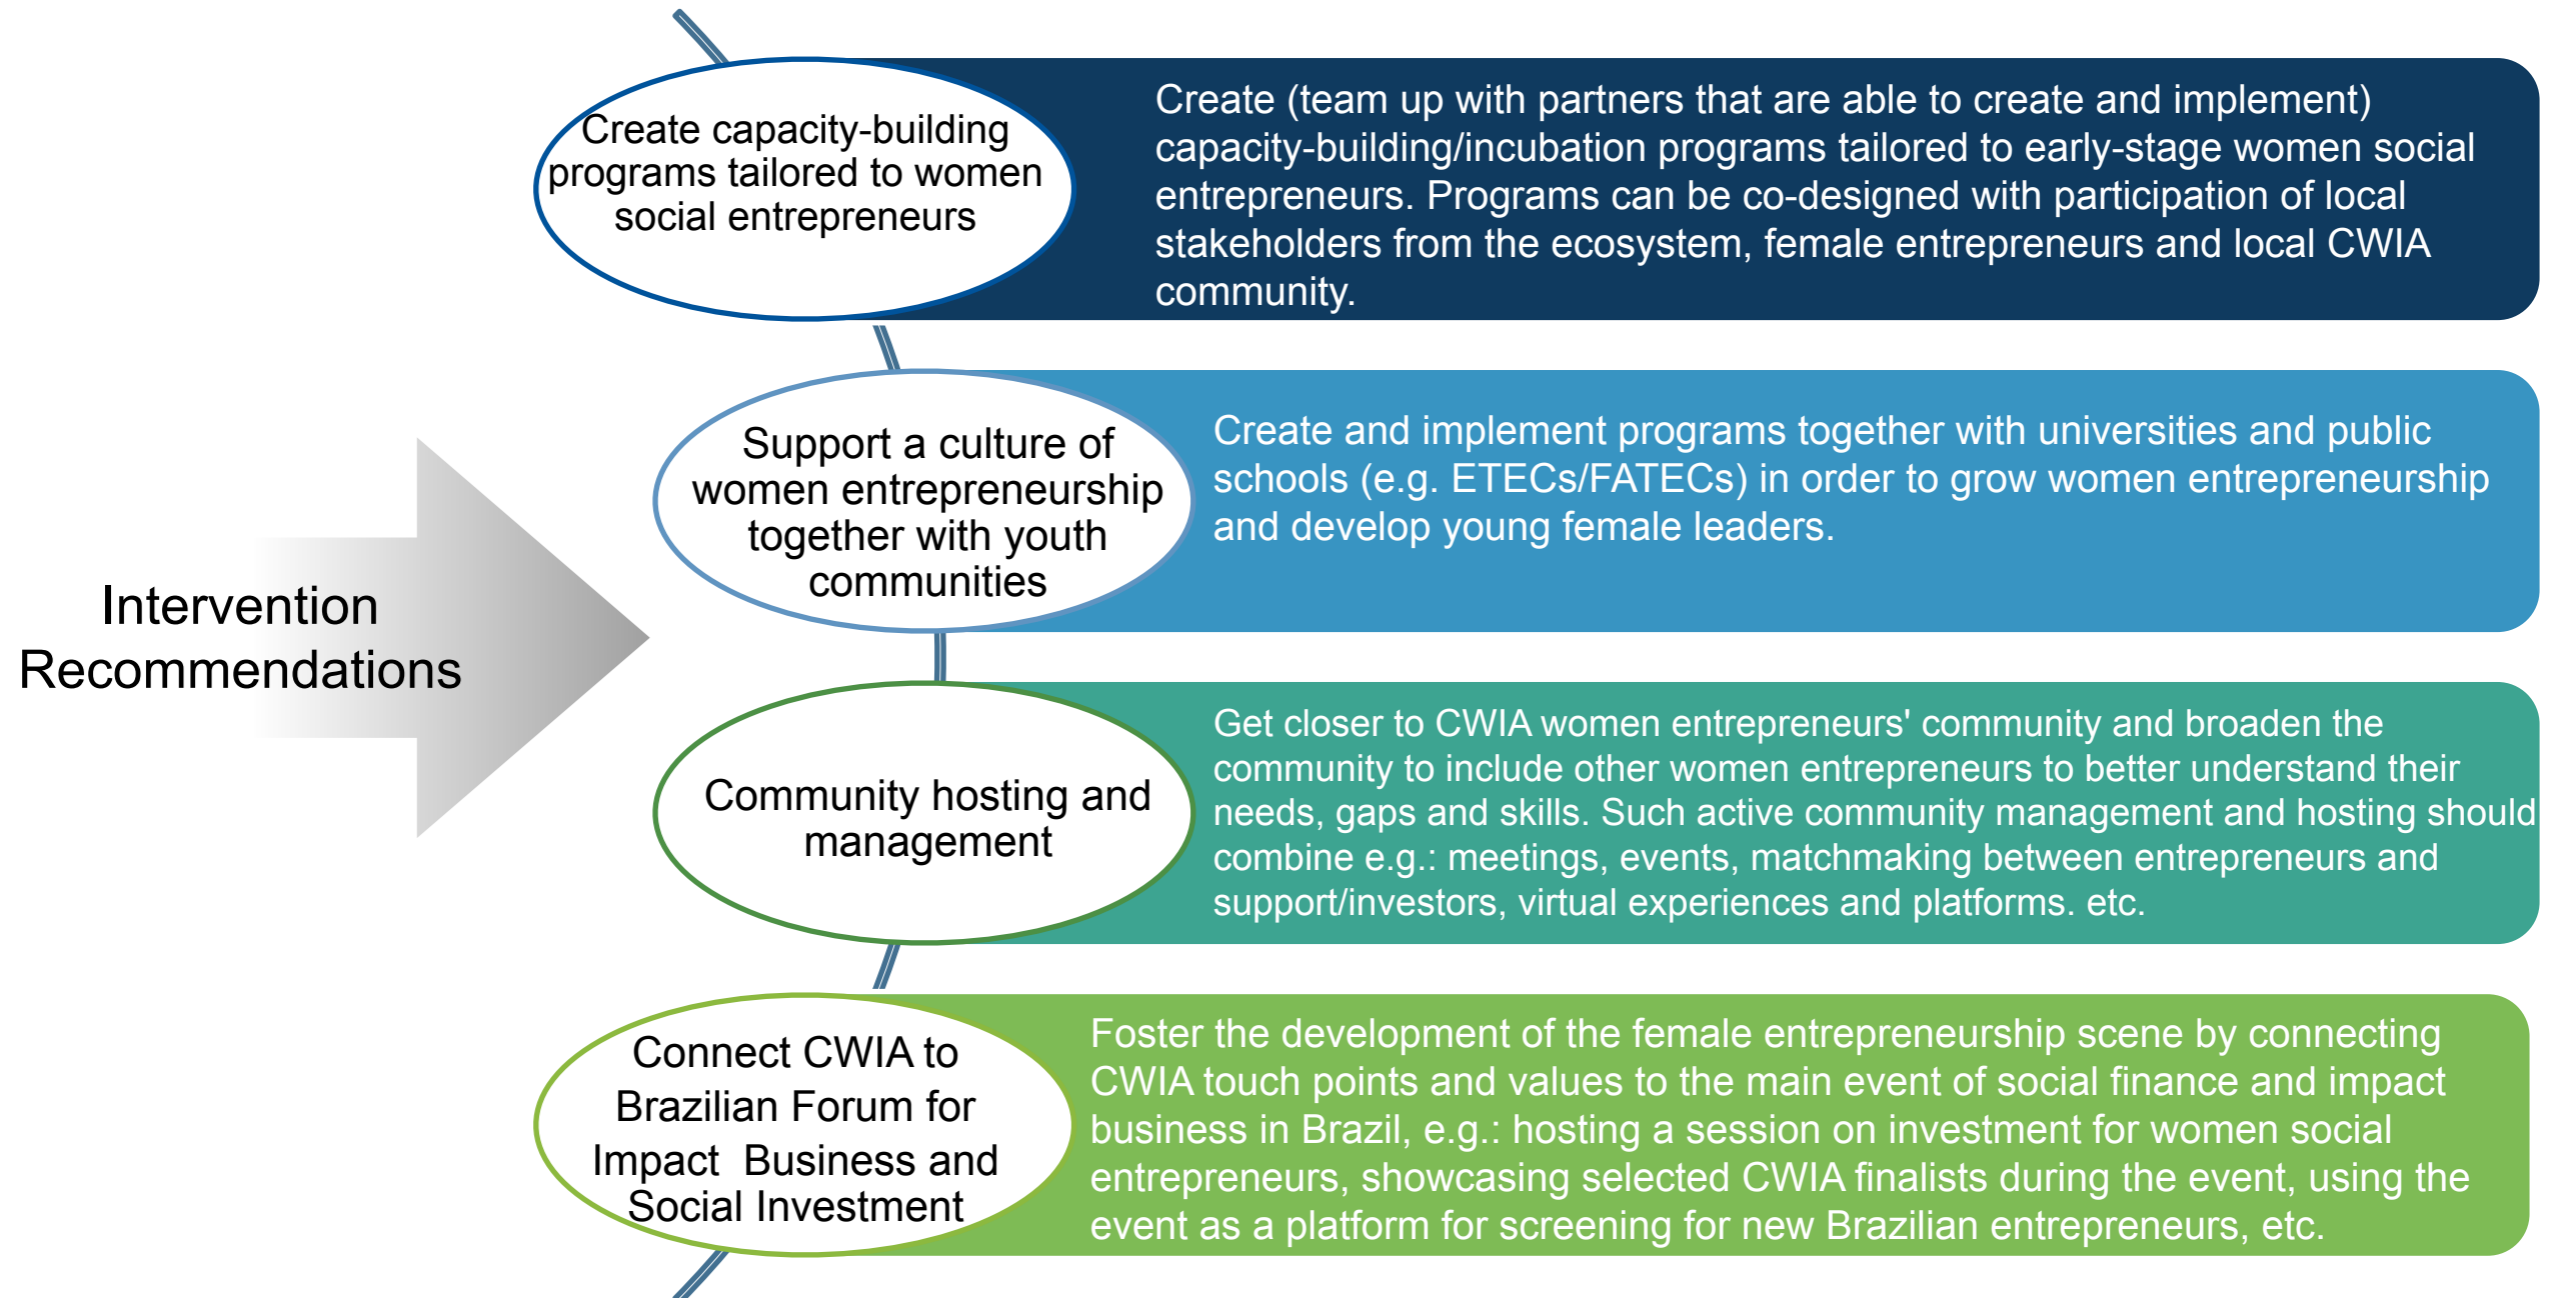 Intervention
Recommendations
Create capacity-building
programs tailored to women
social entrepreneurs
Create (team up with partners that are able to create and implement)
capacity-building/incubation programs tailored to early-stage women social
entrepreneurs. Programs can be co-designed with participation of local
stakeholders from the ecosystem, female entrepreneurs and local CWIA
community.
Support a culture of
women entrepreneurship
together with youth
communities
Create and implement programs together with universities and public
schools (e.g. ETECs/FATECs) in order to grow women entrepreneurship
and develop young female leaders.
Community hosting and
management
Get closer to CWIA women entrepreneurs' community and broaden the
community to include other women entrepreneurs to better understand their
needs, gaps and skills. Such active community management and hosting should
combine e.g.: meetings, events, matchmaking between entrepreneurs and
support/investors, virtual experiences and platforms. etc.
Connect CWIA to
Brazilian Forum for
Impact  Business and
Social Investment
Foster the development of the female entrepreneurship scene by connecting
CWIA touch points and values to the main event of social finance and impact
business in Brazil, e.g.: hosting a session on investment for women social
entrepreneurs, showcasing selected CWIA finalists during the event, using the
event as a platform for screening for new Brazilian entrepreneurs, etc.